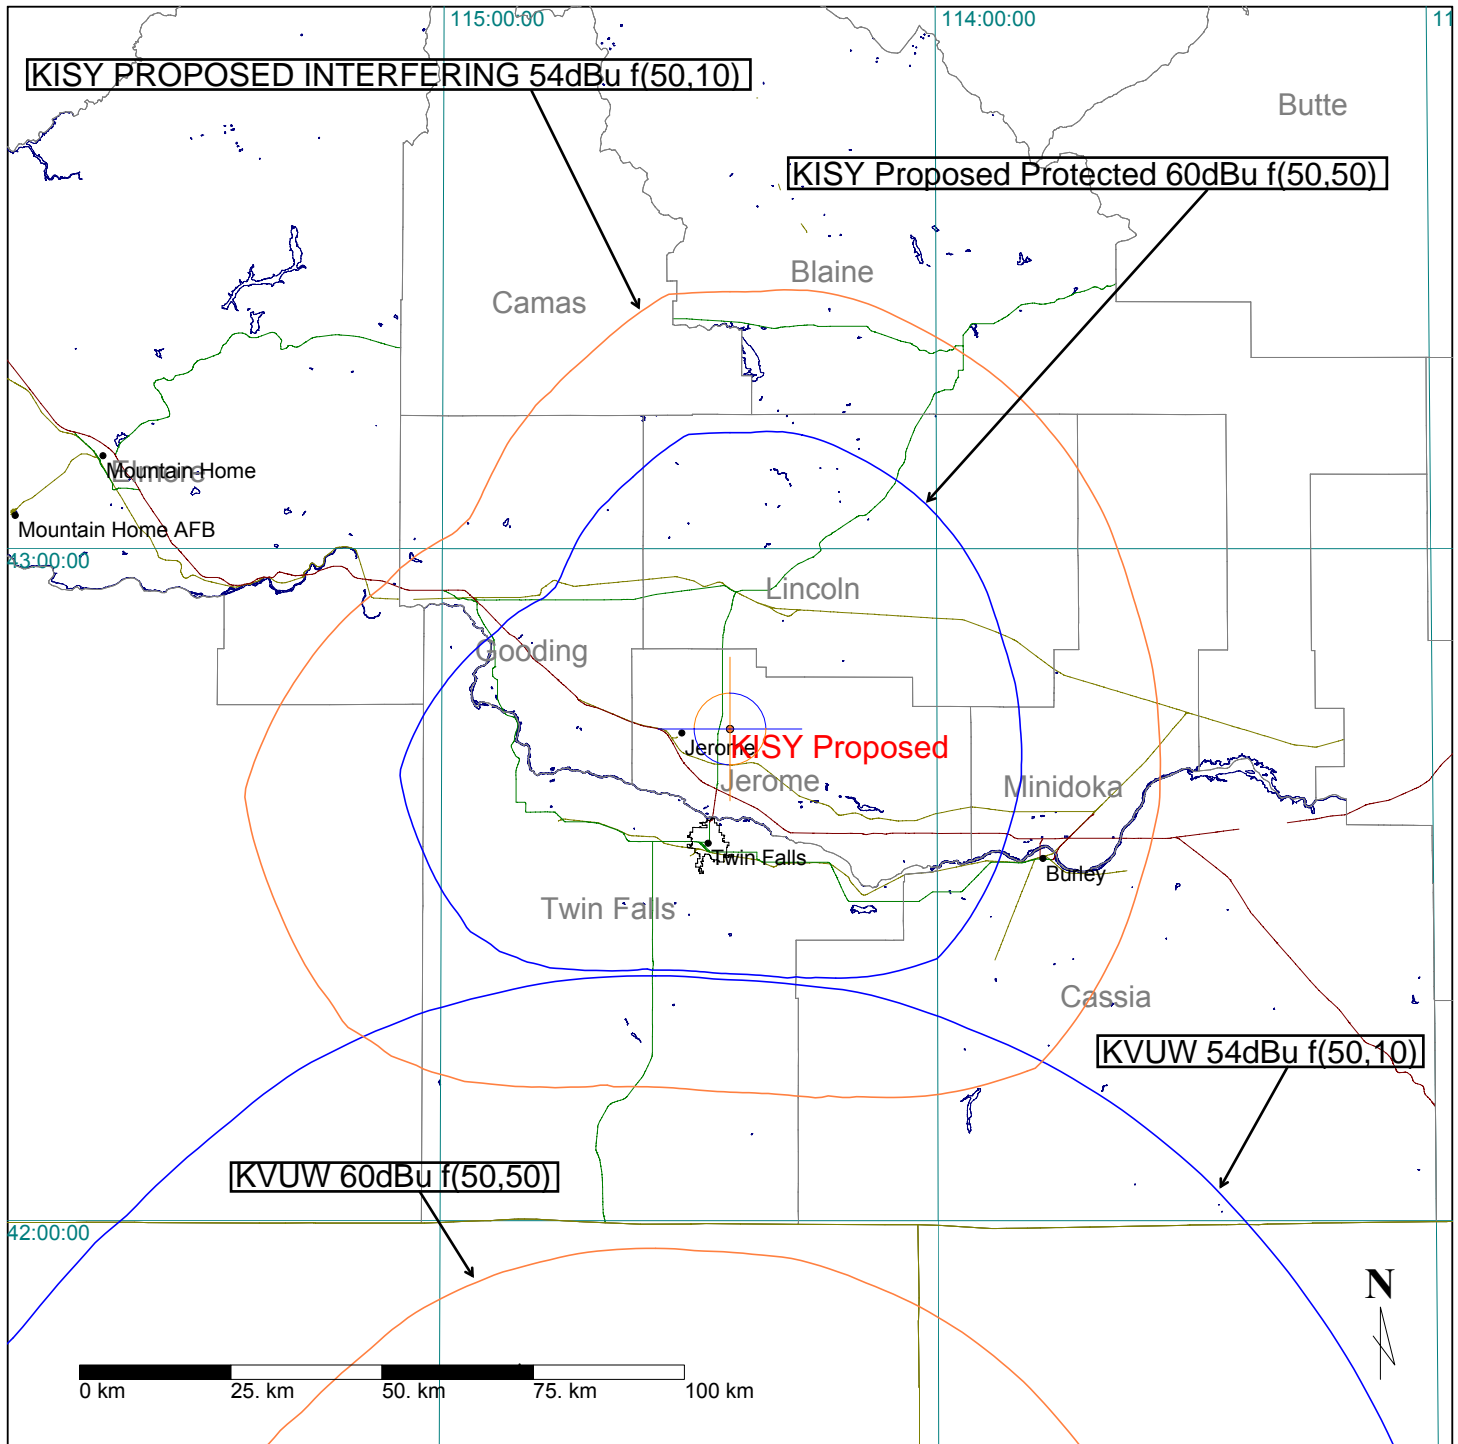 115:00:00
114:00:00
11
KISY PROPOSED INTERFERING 54dBu f(50,10)
Butte
KISY Proposed Protected 60dBu f(50,50)
Blaine
Camas
Mountain Home
Elmore
Mountain Home AFB
43:00:00
Lincoln
Gooding
Jerome
KISY Proposed
Jerome
Minidoka
Twin Falls
Burley
Twin Falls
Cassia
KVUW 54dBu f(50,10)
KVUW 60dBu f(50,50)
42:00:00
N
0 km 25. km 50. km 75. km 100 km